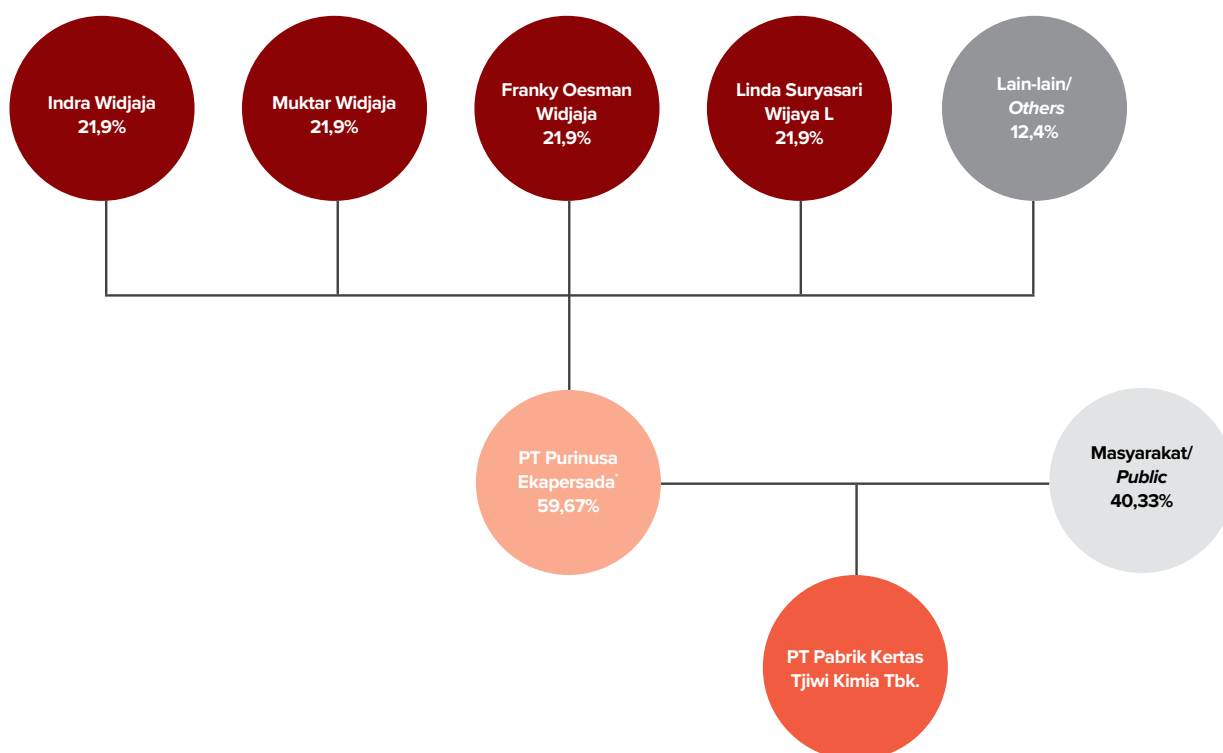 Indra Widjaja
21,9%
Muktar Widjaja
21,9%
Franky Oesman
Widjaja
21,9%
Linda Suryasari
Wijaya L
21,9%
Lain-lain/
Others
12,4%
PT Purinusa
Ekapersada*
59,67%
Masyarakat/
Public
40,33%
PT Pabrik Kertas
Tjiwi Kimia Tbk.